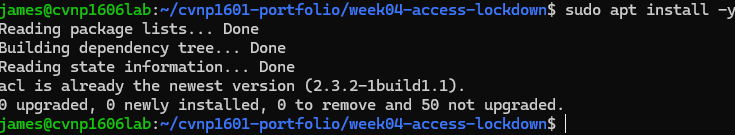 james@cvnp1606lab:~/cvnp1601-portfolio/week04-access-lockdown$ sudo apt install -y
Reading package lists... Done
Building dependency tree... Done
Reading state information... Done
acl is already the newest version (2.3.2-1build1.1).
0 upgraded, 0 newly installed, 0 to remove and 50 not upgraded.
james@cvnp1606lab:~/cvnp1601-portfolio/week04-access-lockdown$